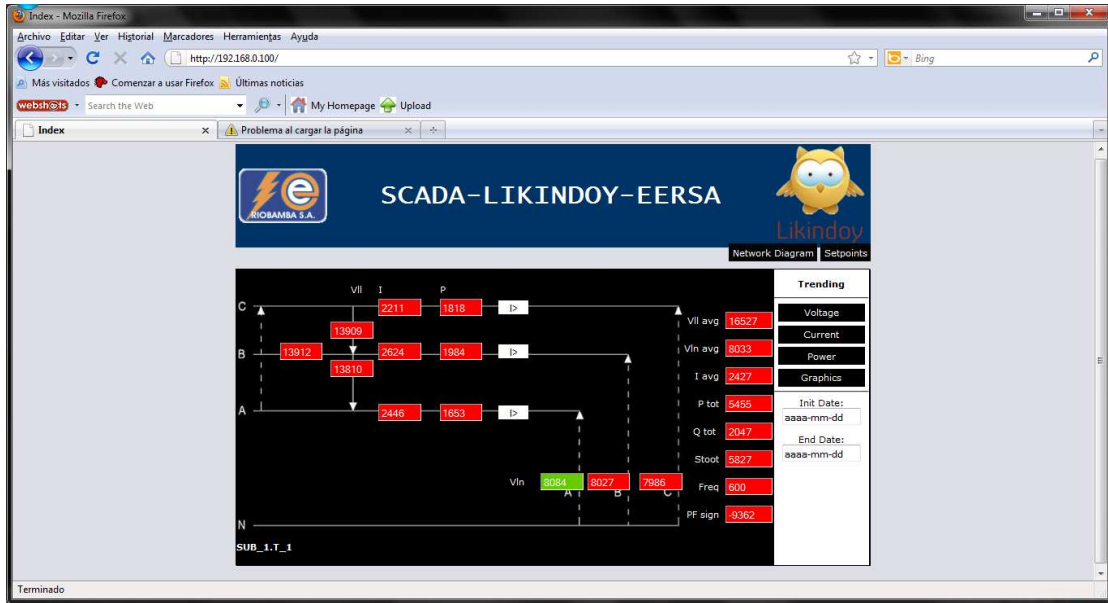 Index - Mozilla Firefox
Archivo Editar Ver Historial Marcadores Herramientas Ayuda
http://192.168.0.100/
Bing
Más visitados Comenzar a usar Firefox Últimas noticias
webshots Search the Web My Homepage Upload
Index Problema al cargar la página
e
RIOBAMBA S.A.
SCADA-LIKINDOY-EERSA
Likindoy
Network Diagram Setpoints
Vll I P
C 2211 1818 I>
13909
B 13912 2624 1984 I>
13810
A 2446 1653 I>
Vln 8084 8027 7986
A B C
N
SUB_1.T_1
Vll avg 16527
Vln avg 8033
I avg 2427
P tot 5455
Q tot 2047
Stoot 5827
Freq 600
PF sign -9362
Trending
Voltage
Current
Power
Graphics
Init Date:
aaaa-mm-dd
End Date:
aaaa-mm-dd
Terminado